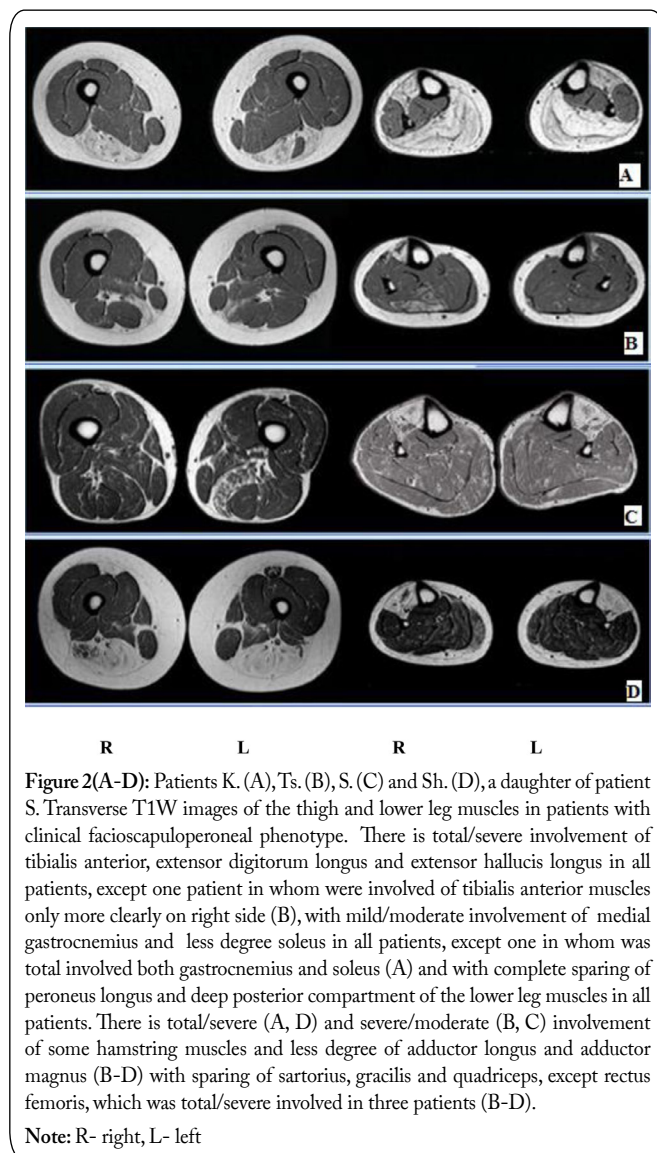 A
B
C
D
R L R L
Figure 2(A-D): Patients K. (A), Ts. (B), S. (C) and Sh. (D), a daughter of patient
S. Transverse T1W images of the thigh and lower leg muscles in patients with
clinical facioscapuloperoneal phenotype. There is total/severe involvement of
tibialis anterior, extensor digitorum longus and extensor hallucis longus in all
patients, except one patient in whom were involved of tibialis anterior muscles
only more clearly on right side (B), with mild/moderate involvement of medial
gastrocnemius and less degree soleus in all patients, except one in whom was
total involved both gastrocnemius and soleus (A) and with complete sparing of
peroneus longus and deep posterior compartment of the lower leg muscles in all
patients. There is total/severe (A, D) and severe/moderate (B, C) involvement
of some hamstring muscles and less degree of adductor longus and adductor
magnus (B-D) with sparing of sartorius, gracilis and quadriceps, except rectus
femoris, which was total/severe involved in three patients (B-D).
Note: R- right, L- left